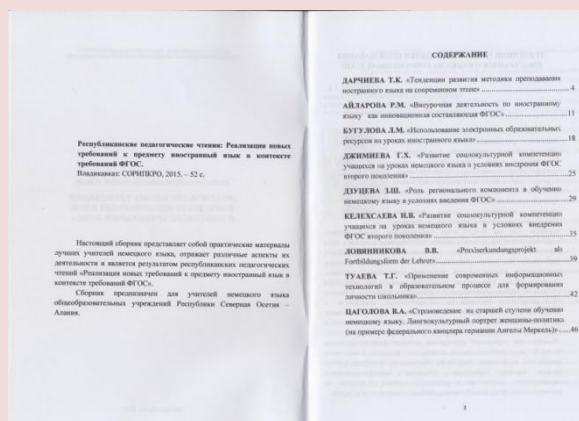 Республиканские педагогические чтения: Реализация новых
требований к предмету иностранный язык в контексте
требований ФГОС.
Владикавказ: СОРИПКРО, 2015. – 52 с.
Настоящий сборник представляет собой практические материалы
лучших учителей немецкого языка, отражает различные аспекты их
деятельности и является результатом республиканских педагогических
чтений «Реализация новых требований к предмету иностранный язык в
контексте требований ФГОС».
Сборник предназначен для учителей немецкого языка
общеобразовательных учреждений Республики Северная Осетия –
Алания.
СОДЕРЖАНИЕ
ДАРЧИЕВА Т.К. «Тенденции развития методики преподавания
иностранного языка на современном этапе» 4
АЙЛАРОВА Р.М. «Внеурочная деятельность по иностранному
языку как инновационная составляющая ФГОС» 11
БУГУЛОВА Л.М. «Использование электронных образовательных
ресурсов на уроках иностранного языка» 18
ДЖИМИЕВА Г.Х. «Развитие социокультурной компетенции
учащихся на уроках немецкого языка в условиях внедрения ФГОС
второго поколения» 25
ДЗУЦЕВА З.Ш. «Роль регионального компонента в обучении
немецкому языку в условиях введения ФГОС» 29
КЕЛЕХСАЕВА Н.В. «Развитие социокультурной компетенции
учащихся на уроках немецкого языка в условиях внедрения
ФГОС второго поколения» 35
ЛОВЯННИКОВА В.В. «Praxiserkundungsprojekt als
Fortbildungsform der Lehrer» 39
ТУАЕВА Т.Г. «Применение современных информационных
технологий в образовательном процессе для формирования
личности школьника» 42
ЦАГОЛОВА В.А. «Страноведение на старшей ступени обучения
немецкому языку. Лингвокультурный портрет женщины-политика
(на примере федерального канцлера германии Ангелы Меркель)» 46
3